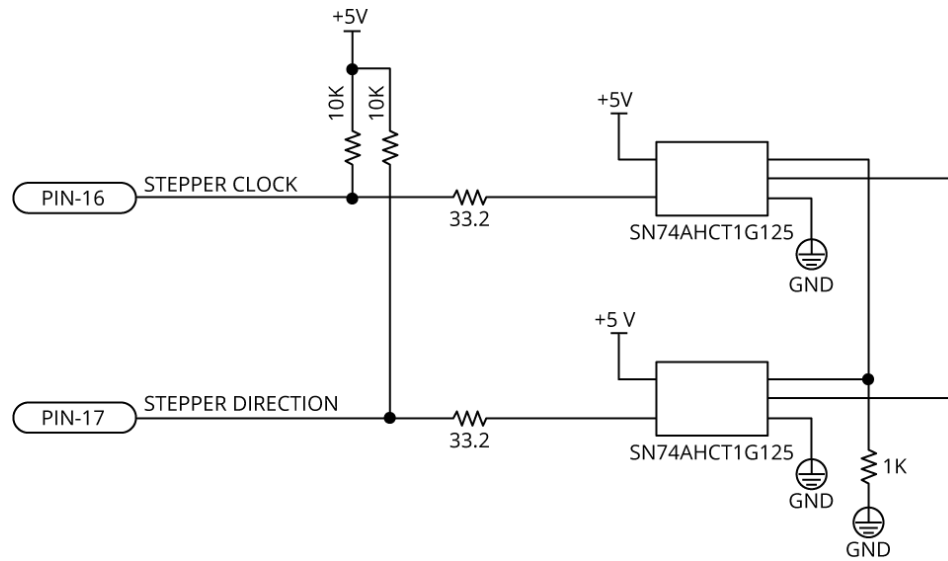 +5V
10K
10K
+5V
PIN-16
STEPPER CLOCK
33.2
SN74AHCT1G125
GND
+5 V
PIN-17
STEPPER DIRECTION
33.2
SN74AHCT1G125
GND
1K
GND